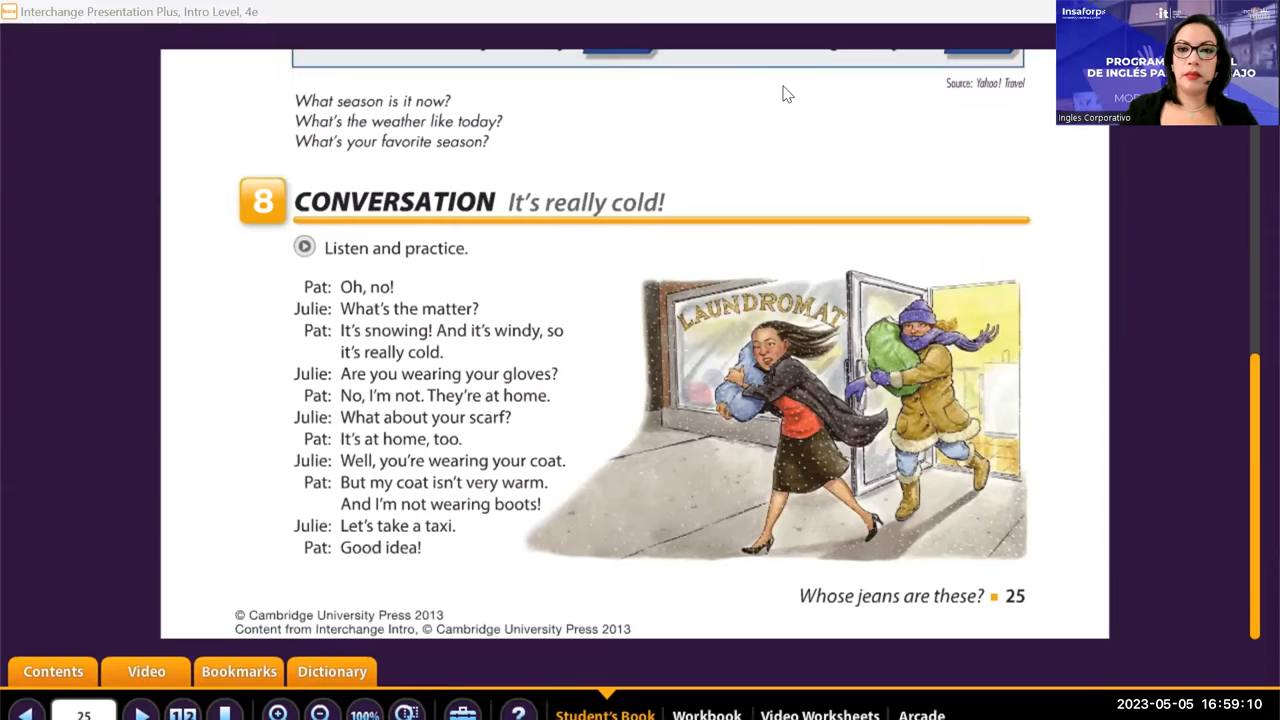 Interchange Presentation Plus, Intro Level, 4e
Insaforp
PROGRAM
DE INGLÉS PA
AJO
Ingles Corporativo
Source: Yahoo! Travel
What season is it now?
What's the weather like today?
What's your favorite season?
8 CONVERSATION It's really cold!
Listen and practice.
Pat: Oh, no!
Julie: What's the matter?
Pat: It's snowing! And it's windy, so
it's really cold.
Julie: Are you wearing your gloves?
Pat: No, I'm not. They're at home.
Julie: What about your scarf?
Pat: It's at home, too.
Julie: Well, you're wearing your coat.
Pat: But my coat isn't very warm.
And I'm not wearing boots!
Julie: Let's take a taxi.
Pat: Good idea!
LAUNDROMAT
Whose jeans are these? 25
© Cambridge University Press 2013
Content from Interchange Intro, © Cambridge University Press 2013
Contents Video Bookmarks Dictionary
25 1 2 100% ? Student's Book Workbook Video Worksheets Arcade
2023-05-05 16:59:10